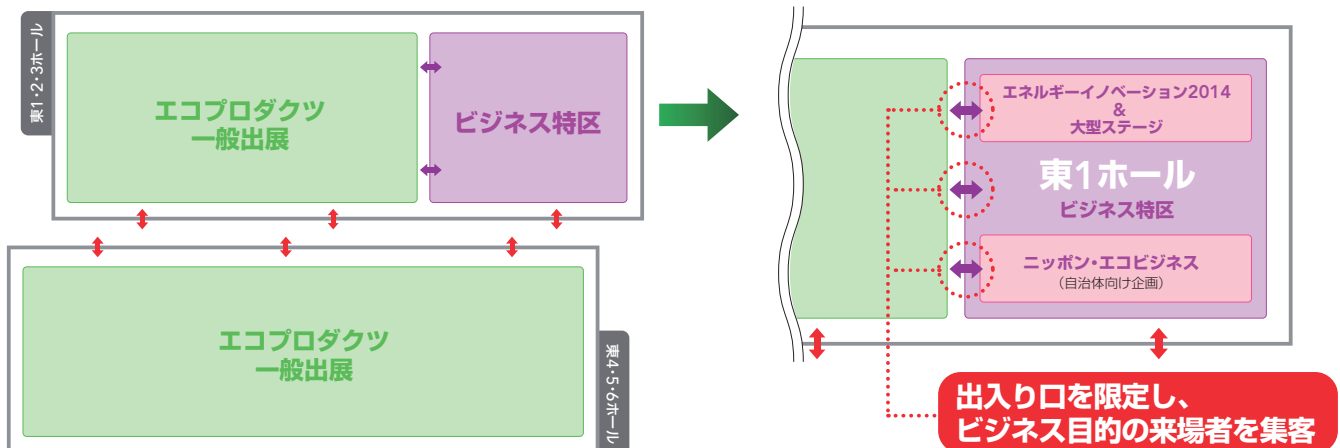 東1・2・3ホール
エコプロダクツ
一般出展
ビジネス特区
エコプロダクツ
一般出展
東4・5・6ホール
エネルギーイノベーション2014
&
大型ステージ
東1ホール
ビジネス特区
ニッポン・エコビジネス
（自治体向け企画）
出入り口を限定し、
ビジネス目的の来場者を集客